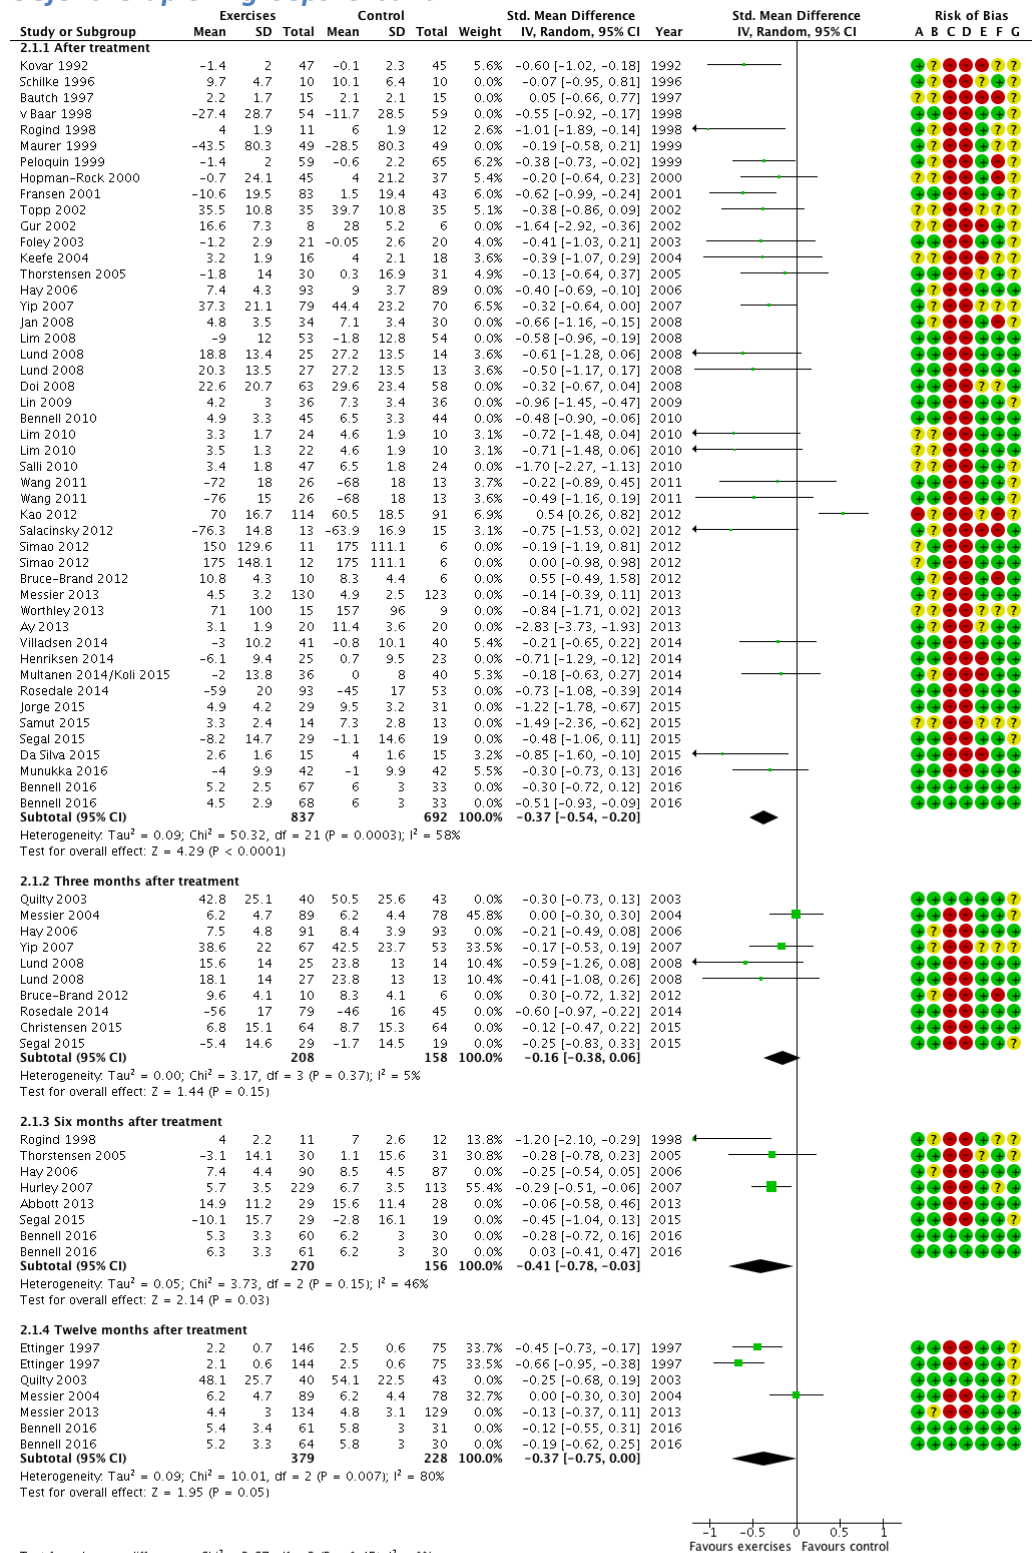 Exercises Control Std. Mean Difference Std. Mean Difference Risk of Bias
Study or Subgroup Mean SD Total Mean SD Total Weight IV, Random, 95% CI Year IV, Random, 95% CI A B C D E F G
2.1.1 After treatment
Kovar 1992 -1.4 2 47 -0.1 2.3 45 5.6% -0.60 [-1.02, -0.18] 1992
Schilke 1996 9.7 4.7 10 10.1 6.4 10 0.0% -0.07 [-0.95, 0.81] 1996
Bautch 1997 2.2 1.7 15 2.1 2.1 15 0.0% 0.05 [-0.66, 0.77] 1997
v Baar 1998 -27.4 28.7 54 -11.7 28.5 59 0.0% -0.55 [-0.92, -0.17] 1998
Rogind 1998 4 1.9 11 6 1.9 12 2.6% -1.01 [-1.89, -0.14] 1998
Maurer 1999 -43.5 80.3 49 -28.5 80.3 49 0.0% -0.19 [-0.58, 0.21] 1999
Peloquin 1999 -1.4 2 59 -0.6 2.2 65 6.2% -0.38 [-0.73, -0.02] 1999
Hopman-Rock 2000 -0.7 24.1 45 4 21.2 37 5.4% -0.20 [-0.64, 0.23] 2000
Fransen 2001 -10.6 19.5 83 1.5 19.4 43 6.0% -0.62 [-0.99, -0.24] 2001
Topp 2002 35.5 10.8 35 39.7 10.8 35 5.1% -0.38 [-0.86, 0.09] 2002
Gur 2002 16.6 7.3 8 28 5.2 6 0.0% -1.64 [-2.92, -0.36] 2002
Foley 2003 -1.2 2.9 21 -0.05 2.6 20 4.0% -0.41 [-1.03, 0.21] 2003
Keefe 2004 3.2 1.9 16 4 2.1 18 3.6% -0.39 [-1.07, 0.29] 2004
Thorstensen 2005 -1.8 14 30 0.3 16.9 31 4.9% -0.13 [-0.64, 0.37] 2005
Hay 2006 7.4 4.3 93 9 3.7 89 0.0% -0.40 [-0.69, -0.10] 2006
Yip 2007 37.3 21.1 79 44.4 23.2 70 6.6% -0.32 [-0.64, 0.00] 2007
Jan 2008 4.8 3.5 34 7.1 3.4 30 0.0% -0.66 [-1.16, -0.15] 2008
Lim 2008 -9 12 53 -1.8 12.8 54 0.0% -0.58 [-0.96, -0.19] 2008
Lund 2008 18.8 13.4 25 27.2 13.5 14 3.6% -0.61 [-1.28, 0.06] 2008
Lund 2008 20.3 13.5 27 27.2 13.5 13 3.6% -0.50 [-1.17, 0.17] 2008
Doi 2008 22.6 20.7 63 29.6 23.4 58 0.0% -0.32 [-0.67, 0.04] 2008
Lin 2009 4.2 3 36 7.3 3.4 36 0.0% -0.96 [-1.45, -0.47] 2009
Bennell 2010 4.9 3.3 45 6.5 3.3 44 0.0% -0.48 [-0.90, -0.06] 2010
Lim 2010 3.3 1.7 24 4.6 1.9 10 3.1% -0.72 [-1.48, 0.04] 2010
Lim 2010 3.5 1.3 22 4.6 1.9 10 3.1% -0.71 [-1.48, 0.06] 2010
Salli 2010 3.4 1.8 47 6.5 1.8 24 0.0% -1.70 [-2.27, -1.13] 2010
Wang 2011 -72 18 26 -68 18 13 3.7% -0.22 [-0.89, 0.45] 2011
Wang 2011 -76 15 26 -68 18 13 3.6% -0.49 [-1.16, 0.19] 2011
Kao 2012 70 16.7 114 60.5 18.5 91 0.0% 0.54 [0.26, 0.82] 2012
Salacinsky 2012 -76.3 14.8 13 -63.9 16.9 15 3.1% -0.75 [-1.53, 0.02] 2012
Simao 2012 150 129.6 11 175 111.1 6 0.0% -0.19 [-1.19, 0.81] 2012
Simao 2012 175 148.1 12 175 111.1 6 0.0% 0.00 [-0.98, 0.98] 2012
Bruce-Brand 2012 10.8 4.3 10 8.3 4.4 6 0.0% 0.55 [-0.49, 1.58] 2012
Messier 2013 4.5 3.2 130 4.9 2.5 123 0.0% -0.14 [-0.39, 0.11] 2013
Worthley 2013 71 100 15 157 96 9 0.0% -0.84 [-1.71, 0.02] 2013
Ay 2013 3.1 1.9 20 11.4 3.6 20 0.0% -2.83 [-3.73, -1.93] 2013
Villadsen 2014 -3 10.2 41 -0.8 10.1 40 5.4% -0.21 [-0.65, 0.22] 2014
Henriksen 2014 -6.1 9.4 25 0.7 9.5 23 0.0% -0.71 [-1.29, -0.12] 2014
Multanen 2014/Koli 2015 -2 13.8 36 0 8 40 5.3% -0.18 [-0.63, 0.27] 2014
Rosedale 2014 -59 20 93 -45 17 53 0.0% -0.73 [-1.08, -0.39] 2014
Jorge 2015 4.9 4.2 29 9.5 3.2 31 0.0% -1.22 [-1.78, -0.67] 2015
Samut 2015 3.3 2.4 14 7.3 2.8 13 0.0% -1.49 [-2.36, -0.62] 2015
Segal 2015 -8.2 14.7 29 -1.1 14.6 19 0.0% -0.48 [-1.06, 0.11] 2015
Da Silva 2015 2.6 1.6 15 4 1.6 15 3.2% -0.85 [-1.60, -0.10] 2015
Munukka 2016 -4 9.9 42 -1 9.9 42 5.5% -0.30 [-0.73, 0.13] 2016
Bennell 2016 5.2 2.5 67 6 3 33 0.0% -0.30 [-0.72, 0.12] 2016
Bennell 2016 4.5 2.9 68 6 3 33 0.0% -0.51 [-0.93, -0.09] 2016
Subtotal (95% CI) 837 692 100.0% -0.37 [-0.54, -0.20]
Heterogeneity: Tau² = 0.09; Chi² = 50.32, df = 21 (P = 0.0003); I² = 58%
Test for overall effect: Z = 4.29 (P < 0.0001)
2.1.2 Three months after treatment
Quilty 2003 42.8 25.1 40 50.5 25.6 43 0.0% -0.30 [-0.73, 0.13] 2003
Messier 2004 6.2 4.7 89 6.2 4.4 78 45.8% 0.00 [-0.30, 0.30] 2004
Hay 2006 7.5 4.8 91 8.4 3.9 93 0.0% -0.21 [-0.49, 0.08] 2006
Yip 2007 38.6 22 67 42.5 23.7 53 33.5% -0.17 [-0.53, 0.19] 2007
Lund 2008 15.6 14 25 23.8 13 14 10.4% -0.59 [-1.26, 0.08] 2008
Lund 2008 18.1 14 27 23.8 13 13 10.4% -0.41 [-1.08, 0.26] 2008
Bruce-Brand 2012 9.6 4.1 10 8.3 4.1 6 0.0% 0.30 [-0.72, 1.32] 2012
Rosedale 2014 -56 17 79 -46 16 45 0.0% -0.60 [-0.97, -0.22] 2014
Christensen 2015 6.8 15.1 64 8.7 15.3 64 0.0% -0.12 [-0.47, 0.22] 2015
Segal 2015 -5.4 14.6 29 -1.7 14.5 19 0.0% -0.25 [-0.83, 0.33] 2015
Subtotal (95% CI) 208 158 100.0% -0.16 [-0.38, 0.06]
Heterogeneity: Tau² = 0.00; Chi² = 3.17, df = 3 (P = 0.37); I² = 5%
Test for overall effect: Z = 1.44 (P = 0.15)
2.1.3 Six months after treatment
Rogind 1998 4 2.2 11 7 2.6 12 13.8% -1.20 [-2.10, -0.29] 1998
Thorstensen 2005 -3.1 14.1 30 1.1 15.6 31 30.8% -0.28 [-0.78, 0.23] 2005
Hay 2006 7.4 4.4 90 8.5 4.5 87 0.0% -0.25 [-0.54, 0.05] 2006
Hurley 2007 5.7 3.5 229 6.7 3.5 113 55.4% -0.29 [-0.51, -0.06] 2007
Abbott 2013 14.9 11.2 29 15.6 11.4 28 0.0% -0.06 [-0.58, 0.46] 2013
Segal 2015 -10.1 15.7 29 -2.8 16.1 19 0.0% -0.45 [-1.04, 0.13] 2015
Bennell 2016 5.3 3.3 60 6.2 3 30 0.0% -0.28 [-0.72, 0.16] 2016
Bennell 2016 6.3 3.3 61 6.2 3 30 0.0% 0.03 [-0.41, 0.47] 2016
Subtotal (95% CI) 270 156 100.0% -0.41 [-0.78, -0.03]
Heterogeneity: Tau² = 0.05; Chi² = 3.73, df = 2 (P = 0.15); I² = 46%
Test for overall effect: Z = 2.14 (P = 0.03)
2.1.4 Twelve months after treatment
Ettinger 1997 2.2 0.7 146 2.5 0.6 75 33.7% -0.45 [-0.73, -0.17] 1997
Ettinger 1997 2.1 0.6 144 2.5 0.6 75 33.5% -0.66 [-0.95, -0.38] 1997
Quilty 2003 48.1 25.7 40 54.1 22.5 43 0.0% -0.25 [-0.68, 0.19] 2003
Messier 2004 6.2 4.7 89 6.2 4.4 78 32.7% 0.00 [-0.30, 0.30] 2004
Messier 2013 4.4 3 134 4.8 3.1 129 0.0% -0.13 [-0.37, 0.11] 2013
Bennell 2016 5.4 3.4 61 5.8 3 31 0.0% -0.12 [-0.55, 0.31] 2016
Bennell 2016 5.2 3.3 64 5.8 3 30 0.0% -0.19 [-0.62, 0.25] 2016
Subtotal (95% CI) 379 228 100.0% -0.37 [-0.75, 0.00]
Heterogeneity: Tau² = 0.09; Chi² = 10.01, df = 2 (P = 0.007); I² = 80%
Test for overall effect: Z = 1.95 (P = 0.05)
-1 -0.5 0 0.5 1
Favours exercises Favours control